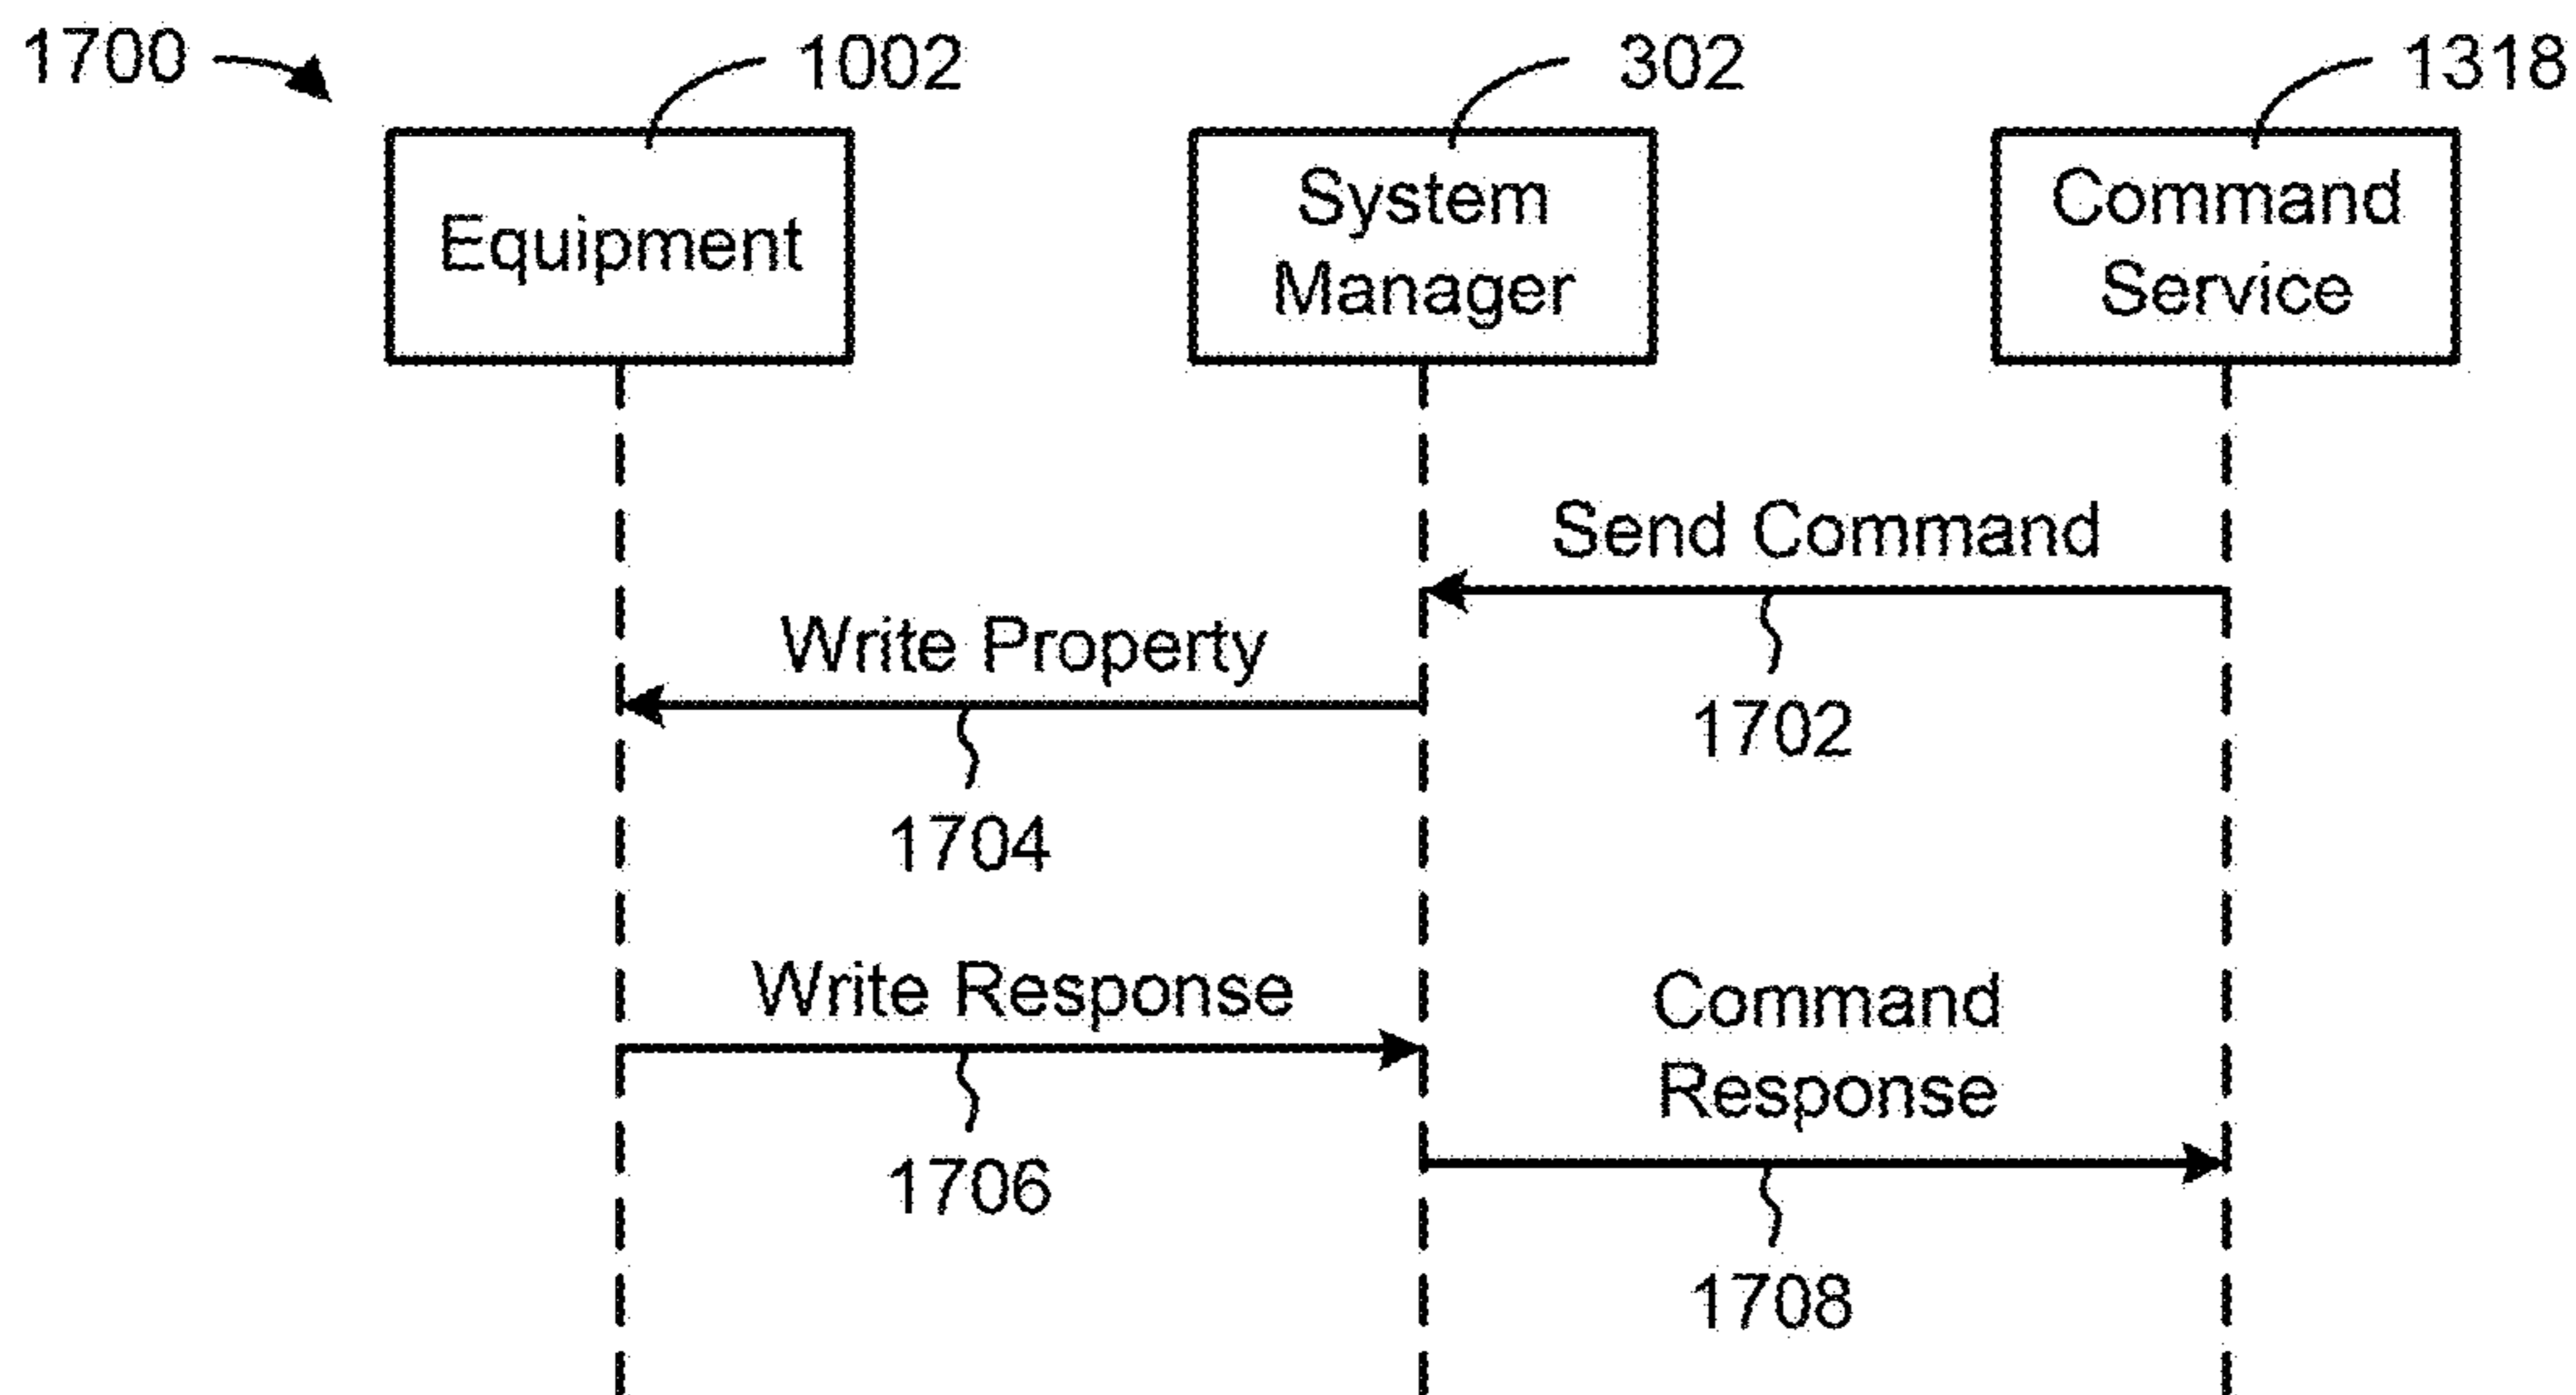 1700
1002
302
1318
Equipment
System
Manager
Command
Service
Send Command
1702
Write Property
1704
Write Response
1706
Command
Response
1708